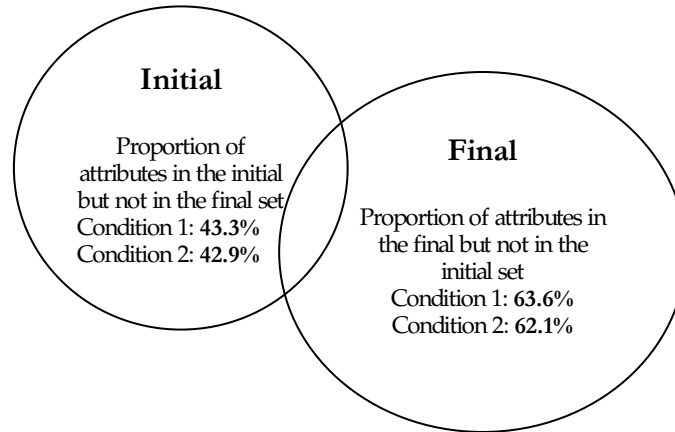 Initial
Proportion of
attributes in the initial
but not in the final set
Condition 1: 43.3%
Condition 2: 42.9%
Final
Proportion of attributes in
the final but not in the
initial set
Condition 1: 63.6%
Condition 2: 62.1%